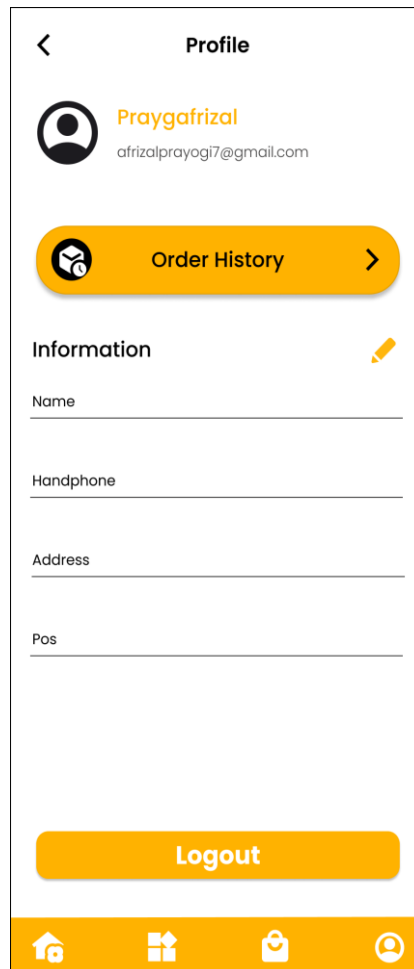 Profile
Praygafrizal
afrizalprayogi7@gmail.com
Order History
Information
Name
Handphone
Address
Pos
Logout